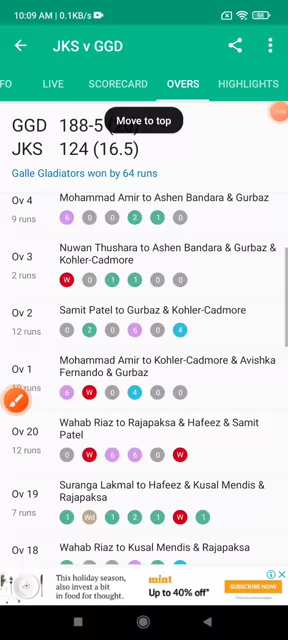 10:09 AM | 0.1KB/s
58
JKS v GGD
FO LIVE SCORECARD OVERS HIGHLIGHTS
GGD 188-5 (20)
Move to top
JKS 124 (16.5)
Galle Gladiators won by 64 runs
Ov 4 Mohammad Amir to Ashen Bandara & Gurbaz
9 runs 6 0 0 2 1 0
Ov 3 Nuwan Thushara to Ashen Bandara & Gurbaz &
Kohler-Cadmore
2 runs W 0 1 1 0 0
Ov 2 Samit Patel to Gurbaz & Kohler-Cadmore
12 runs 0 2 0 6 0 4
Ov 1 Mohammad Amir to Kohler-Cadmore & Avishka
Fernando & Gurbaz
10 runs 6 W 0 4 0 0
Ov 20 Wahab Riaz to Rajapaksa & Hafeez & Samit
Patel
12 runs 0 W 6 6 0 W
Ov 19 Suranga Lakmal to Hafeez & Kusal Mendis &
Rajapaksa
7 runs 1 Wd 1 2 1 W 1
Ov 18 Wahab Riaz to Kusal Mendis & Rajapaksa
This holiday season,
also invest a bit
in food for thought.
mint
Up to 40% off*
SUBSCRIBE NOW